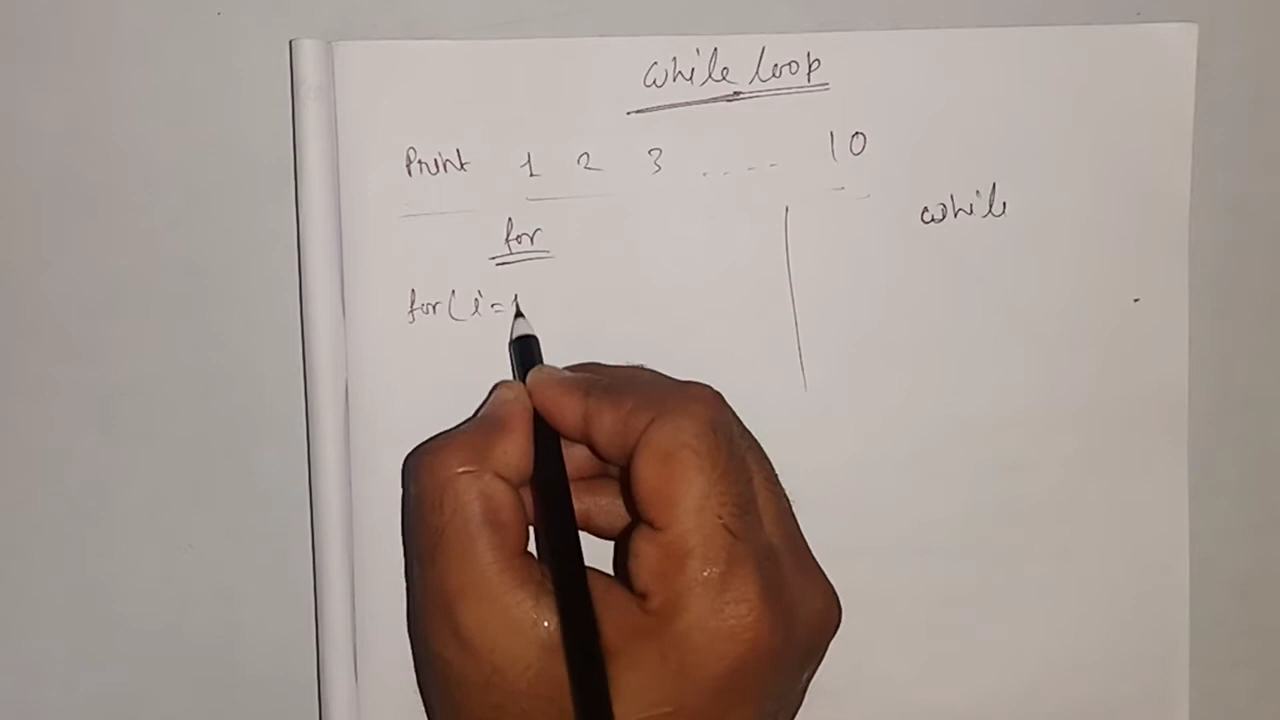 while loop
Print 1 2 3 .... 10
for
while
for(i=1